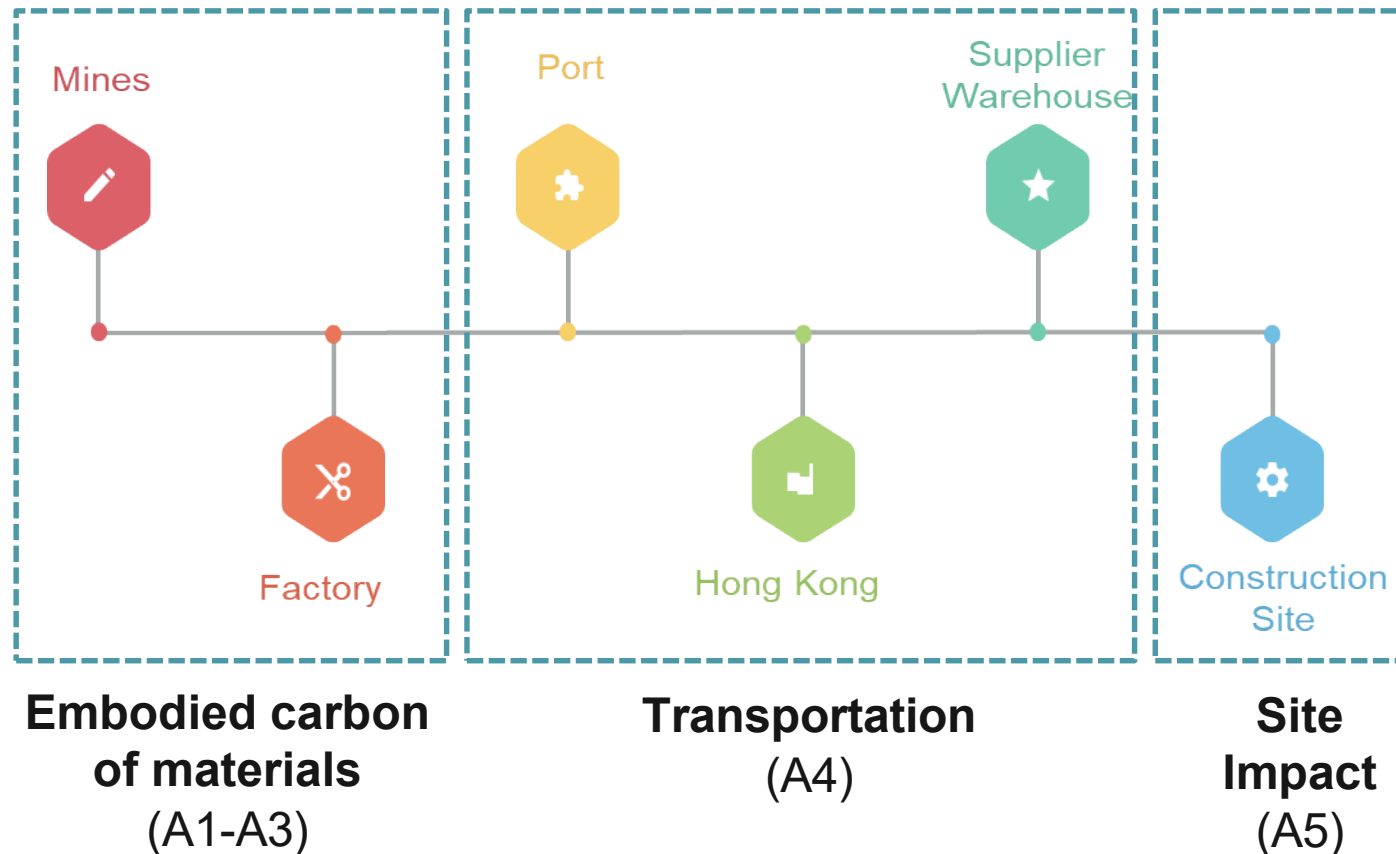 Mines
Port
Supplier
Warehouse
Factory
Hong Kong
Construction
Site
Embodied carbon
of materials
(A1-A3)
Transportation
(A4)
Site
Impact
(A5)